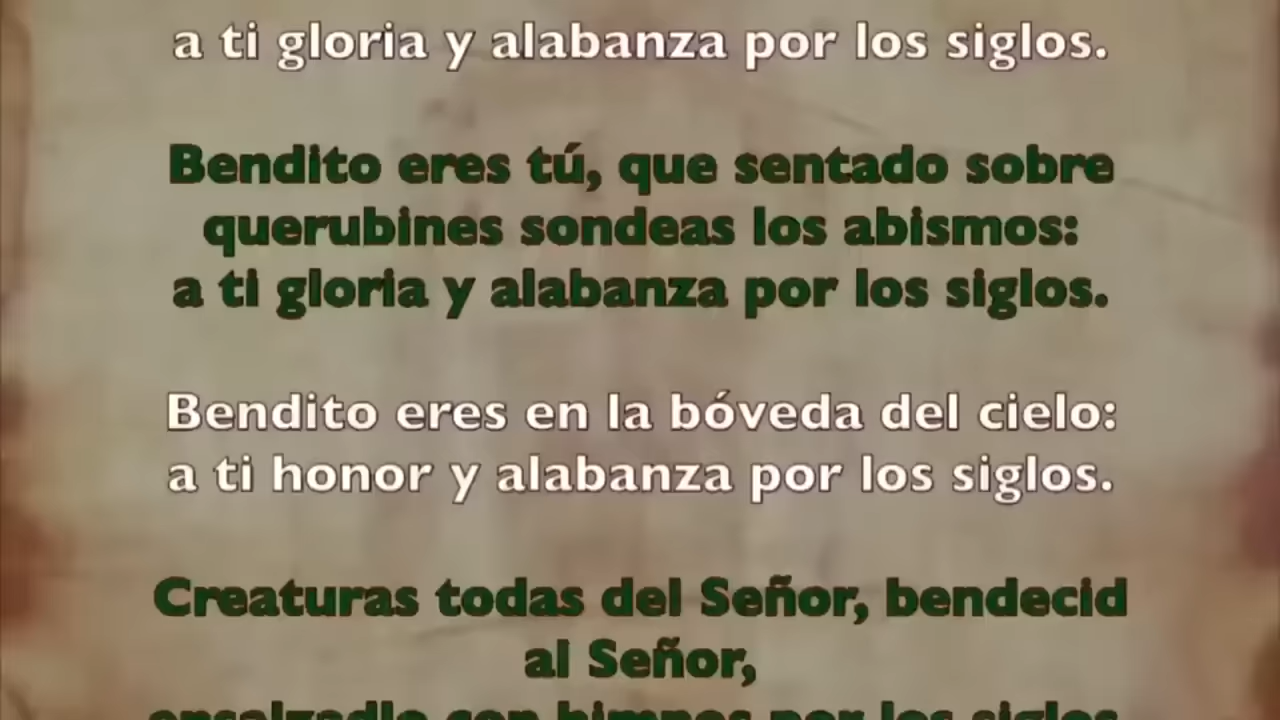 a ti gloria y alabanza por los siglos.
Bendito eres tú, que sentado sobre
querubines sondeas los abismos:
a ti gloria y alabanza por los siglos.
Bendito eres en la bóveda del cielo:
a ti honor y alabanza por los siglos.
Creaturas todas del Señor, bendecid
al Señor,
ensalzadlo con himnos por los siglos.